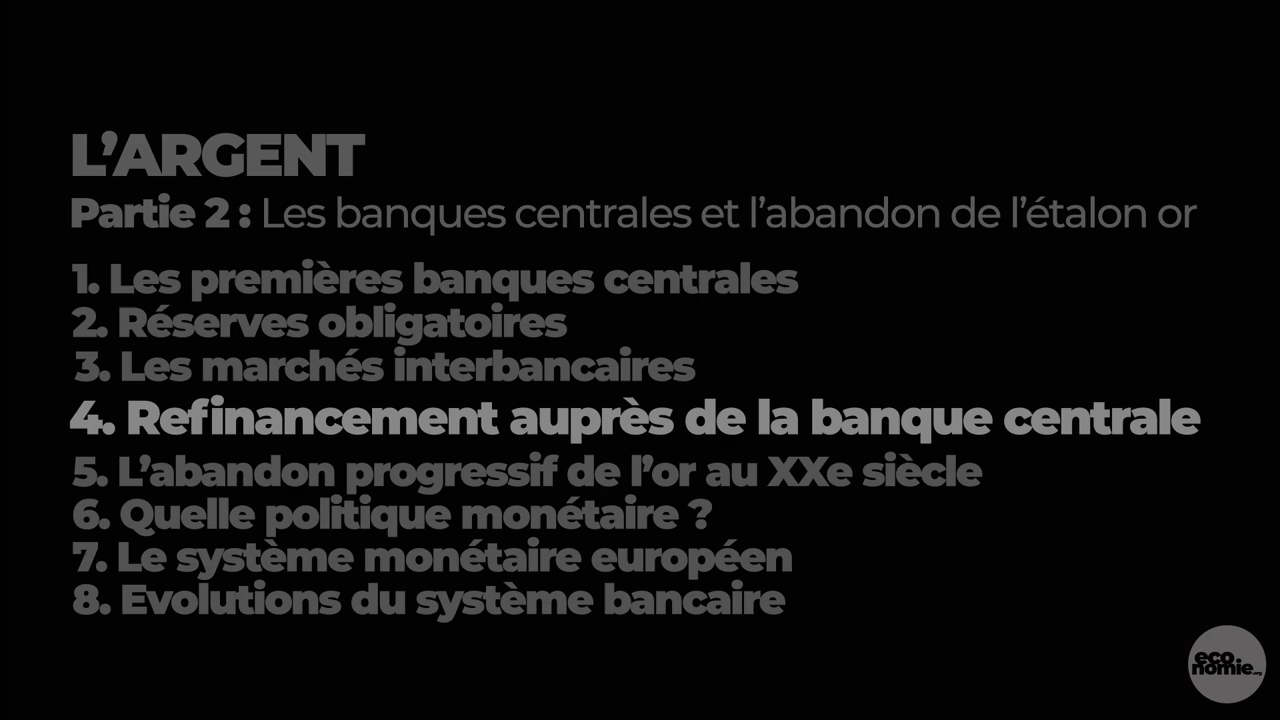 L’ARGENT
Partie 2 : Les banques centrales et l’abandon de l’étalon or
1. Les premières banques centrales
2. Réserves obligatoires
3. Les marchés interbancaires
4. Refinancement auprès de la banque centrale
5. L’abandon progressif de l’or au XXe siècle
6. Quelle politique monétaire ?
7. Le système monétaire européen
8. Evolutions du système bancaire
eco
nomie.org